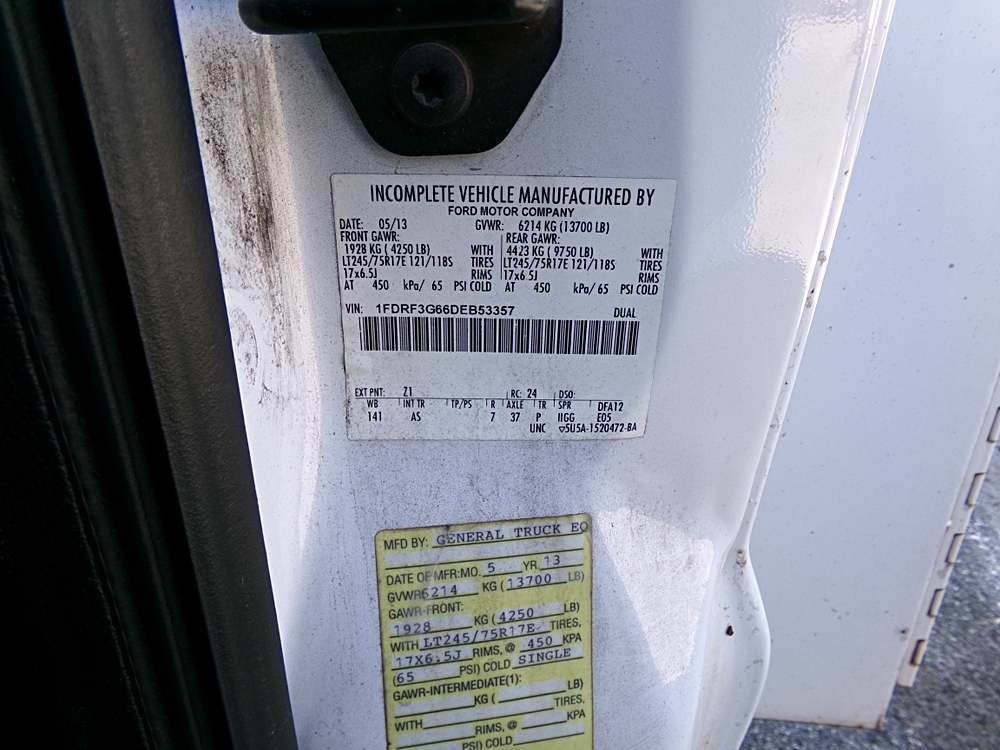 INCOMPLETE VEHICLE MANUFACTURED BY
FORD MOTOR COMPANY
DATE: 05/13 GVWR: 6214 KG (13700 LB)
FRONT GAWR: REAR GAWR:
1928 KG ( 4250 LB) WITH 4423 KG ( 9750 LB) WITH
LT245/75R17E 121/118S TIRES LT245/75R17E 121/118S TIRES
17x6.5J RIMS 17x6.5J RIMS
AT 450 kPa/ 65 PSI COLD AT 450 kPa/ 65 PSI COLD
VIN: 1FDRF3G66DEB53357 DUAL
EXT PNT: Z1 RC: 24 DSO:
WB INT TR TP/PS R AXLE TR SPR DFA12
141 AS 7 37 P IIGG E05
UNC ▽5U5A-1520472-BA
MFD BY: GENERAL TRUCK EQ
DATE OF MFR: MO. 5 YR. 13
GVWR 6214 KG (13700 LB)
GAWR-FRONT:
1928 KG (4250 LB)
WITH LT245/75R17E TIRES,
17X6.5J RIMS, @ 450 KPA
(65 PSI) COLD SINGLE
GAWR-INTERMEDIATE(1):
KG ( LB)
WITH TIRES,
RIMS, @ KPA
PSI) COLD